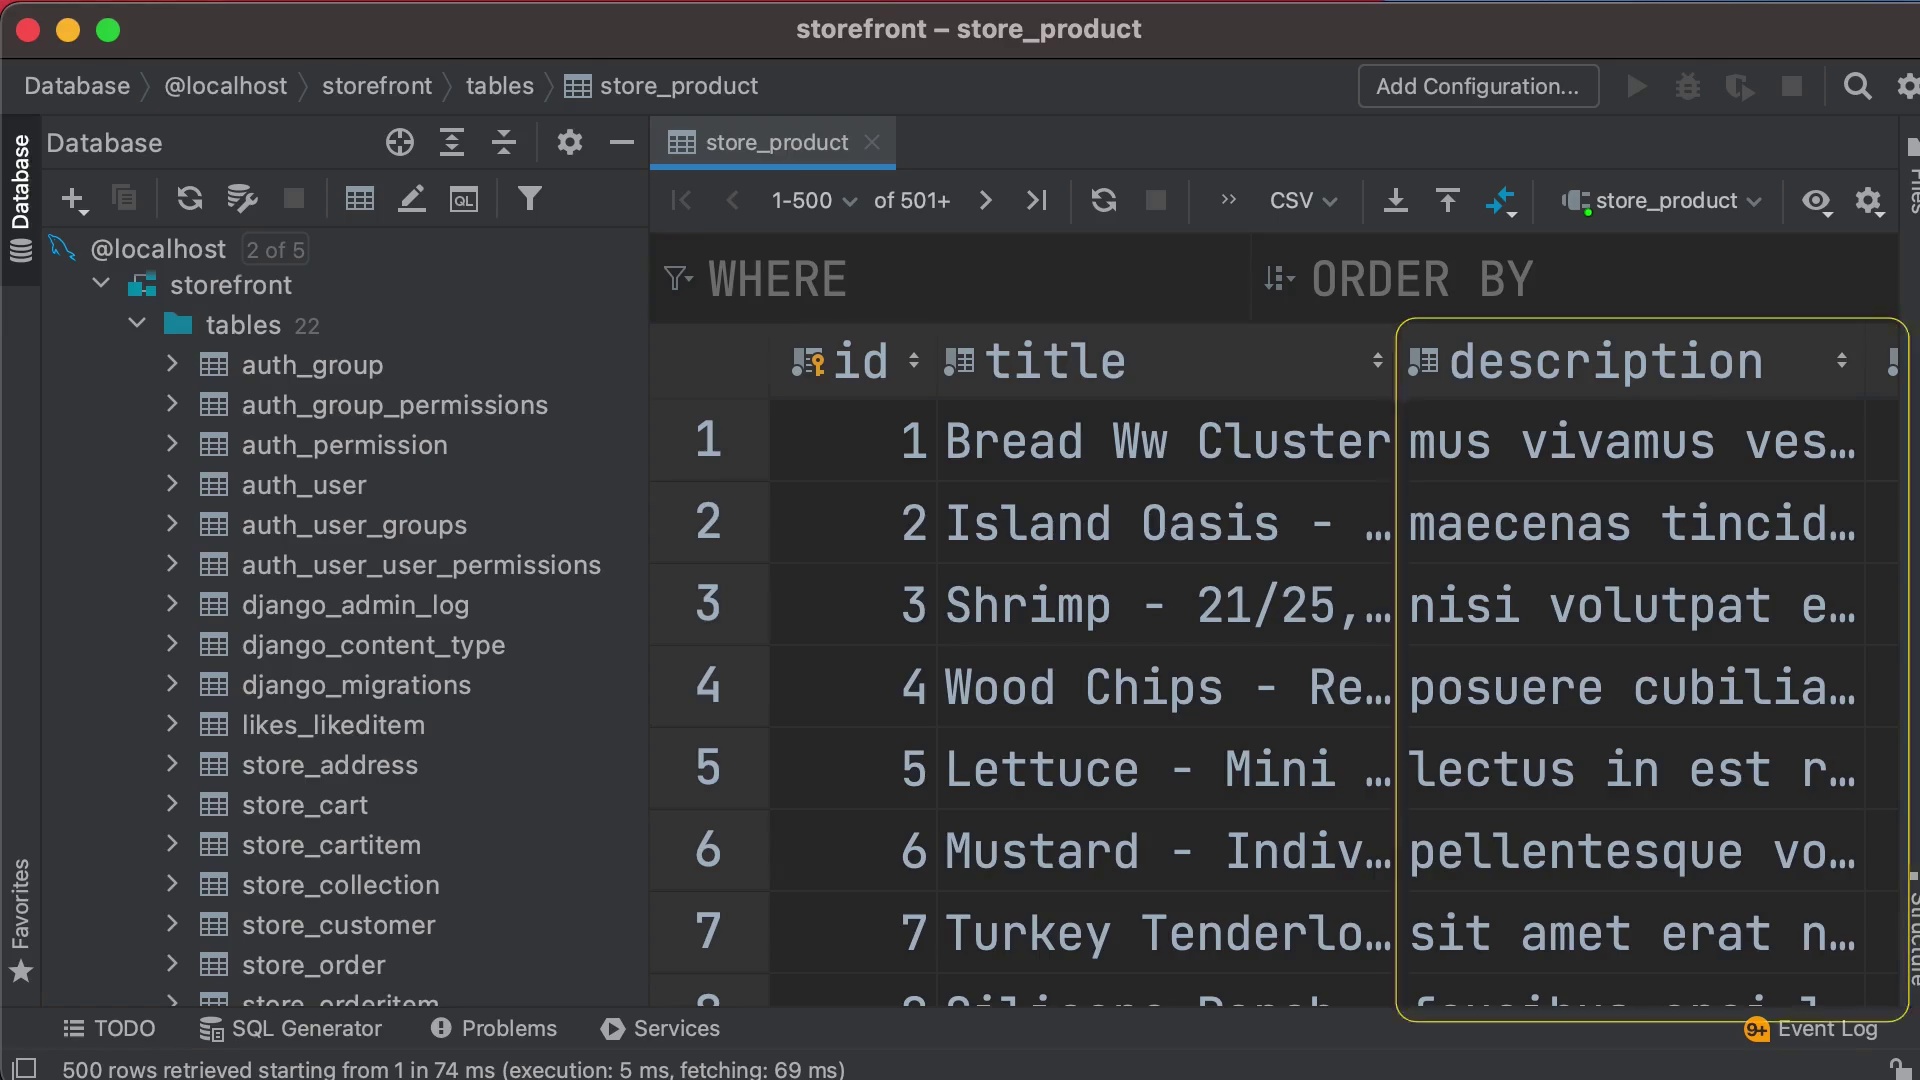 storefront – store_product
Database
@localhost
storefront
tables
store_product
Add Configuration...
Database
Database
Favorites
store_product
1-500
of 501+
CSV
store_product
@localhost 2 of 5
storefront
tables 22
auth_group
auth_group_permissions
auth_permission
auth_user
auth_user_groups
auth_user_user_permissions
django_admin_log
django_content_type
django_migrations
likes_likeditem
store_address
store_cart
store_cartitem
store_collection
store_customer
store_order
store_orderitem
WHERE
ORDER BY
id title description
1 1 Bread Ww Cluster mus vivamus ves…
2 2 Island Oasis - … maecenas tincid…
3 3 Shrimp - 21/25,… nisi volutpat e…
4 4 Wood Chips - Re… posuere cubilia…
5 5 Lettuce - Mini … lectus in est r…
6 6 Mustard - Indiv… pellentesque vo…
7 7 Turkey Tenderlo… sit amet erat n…
Files
Structure
TODO
SQL Generator
Problems
Services
9+ Event Log
500 rows retrieved starting from 1 in 74 ms (execution: 5 ms, fetching: 69 ms)